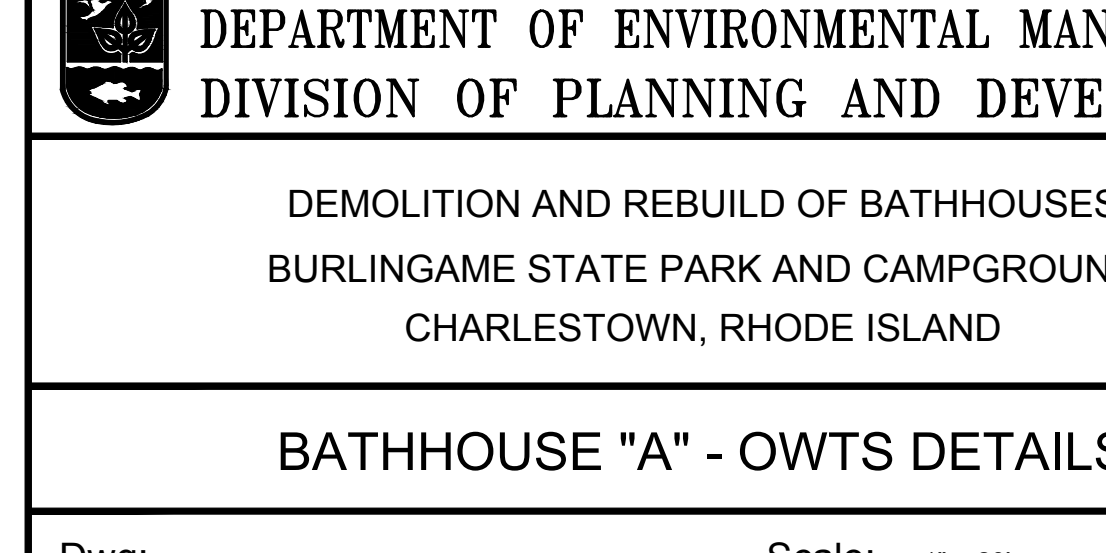 DEPARTMENT OF ENVIRONMENTAL MAN
DIVISION OF PLANNING AND DEVE
DEMOLITION AND REBUILD OF BATHHOUSES
BURLINGAME STATE PARK AND CAMPGROUN
CHARLESTOWN, RHODE ISLAND
BATHHOUSE "A" - OWTS DETAILS
Dwg: Scale: